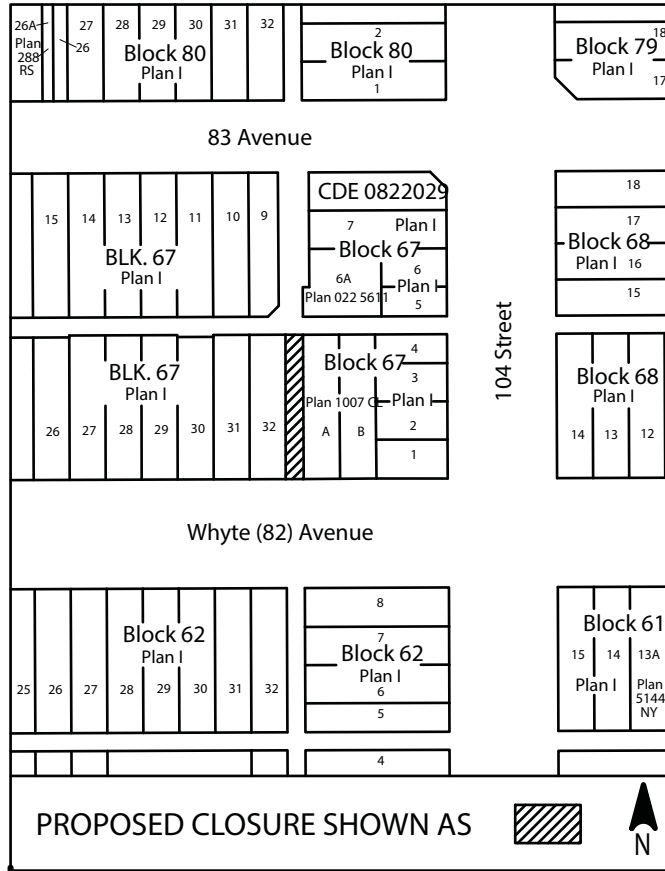 26A 27 28 29 30 31 32
Plan 26
288
RS
Block 80
Plan I
2
Block 80
Plan I
1
18
Block 79
Plan I
17
83 Avenue
15 14 13 12 11 10 9
BLK. 67
Plan I
CDE 0822029
7 Plan I
Block 67
6A 6
Plan 022 5611 Plan I
5
18
17
Block 68
Plan I 16
15
104 Street
BLK. 67
Plan I
26 27 28 29 30 31 32
4
Block 67
3
Plan 1007 CL Plan I
A B 2
1
Block 68
Plan I
14 13 12
Whyte (82) Avenue
Block 62
Plan I
25 26 27 28 29 30 31 32
8
7
Block 62
Plan I
6
5
4
Block 61
15 14 13A
Plan I Plan
5144
NY
PROPOSED CLOSURE SHOWN AS
N